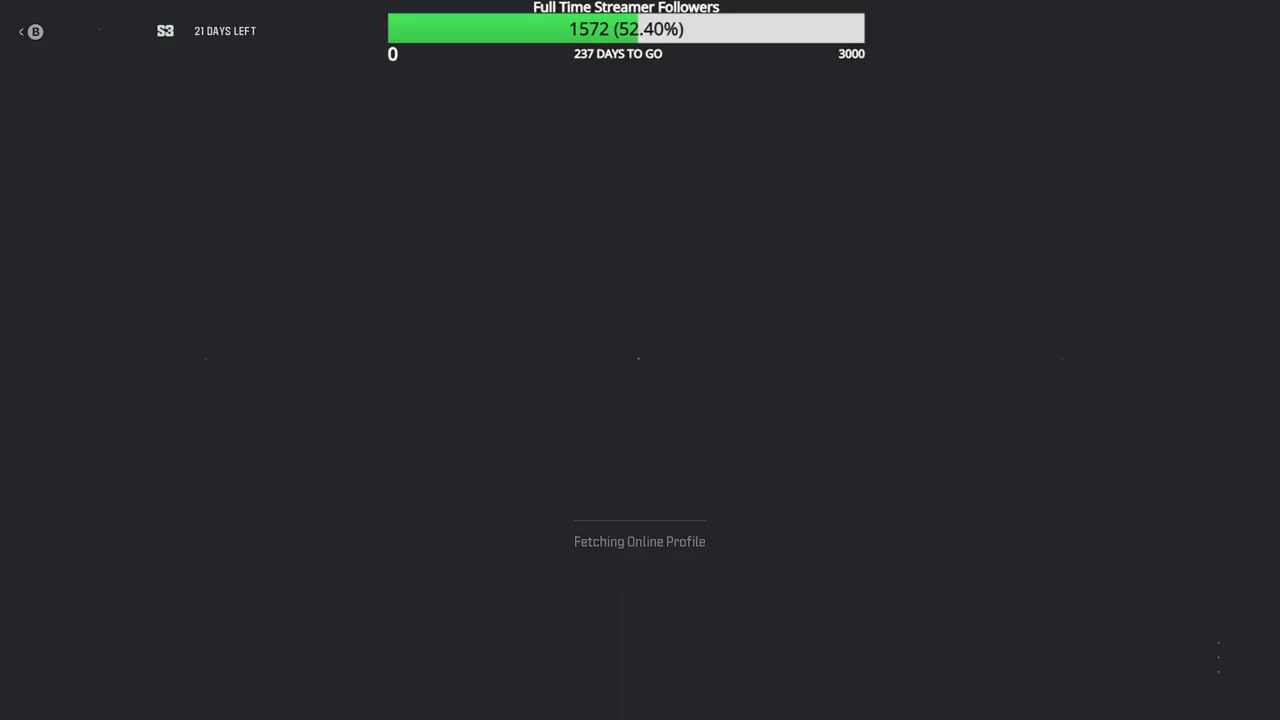 Full Time Streamer Followers
B S3 21 DAYS LEFT
1572 (52.40%)
0 237 DAYS TO GO 3000
Fetching Online Profile